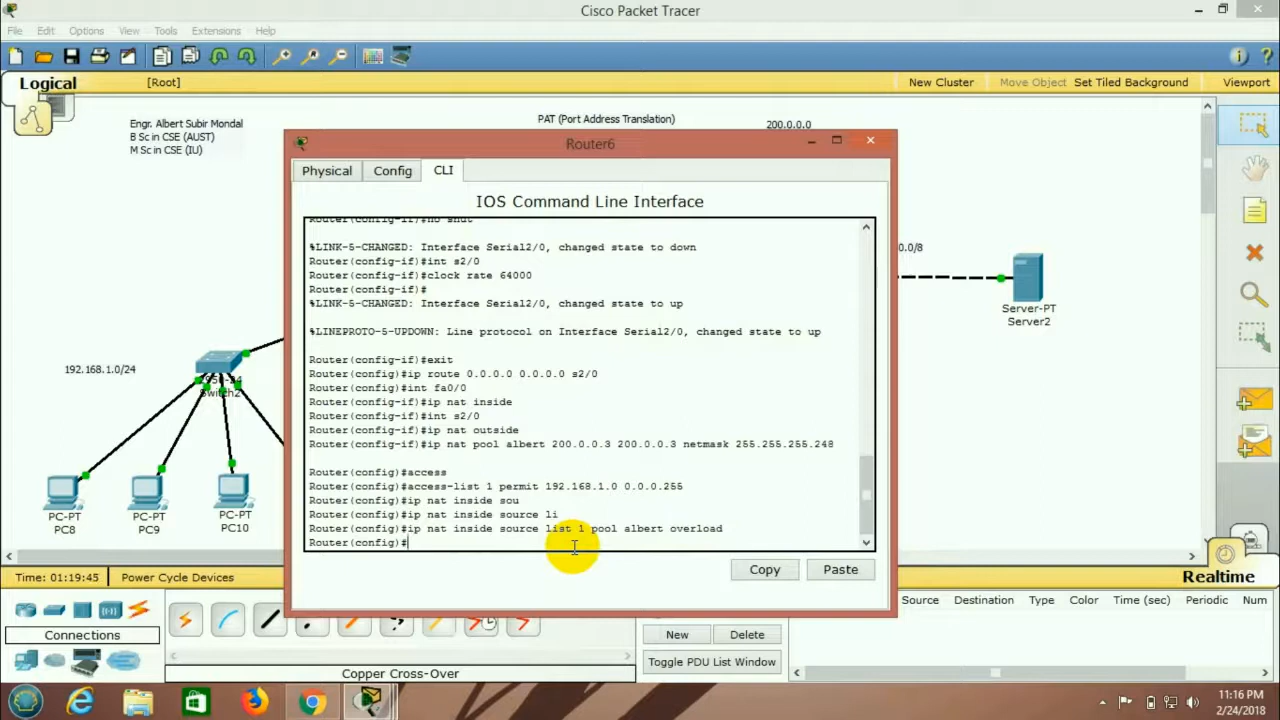 Cisco Packet Tracer
File Edit Options View Tools Extensions Help
Logical
[Root]
New Cluster
Move Object
Set Tiled Background
Viewport
Engr. Albert Subir Mondal
B Sc in CSE (AUST)
M Sc in CSE (IU)
PAT (Port Address Translation)
200.0.0.0
Router6
Physical Config CLI
IOS Command Line Interface
Router(config-if)#no shut
%LINK-5-CHANGED: Interface Serial2/0, changed state to down
Router(config-if)#int s2/0
Router(config-if)#clock rate 64000
Router(config-if)#
%LINK-5-CHANGED: Interface Serial2/0, changed state to up
%LINEPROTO-5-UPDOWN: Line protocol on Interface Serial2/0, changed state to up
Router(config-if)#exit
Router(config)#ip route 0.0.0.0 0.0.0.0 s2/0
Router(config)#int fa0/0
Router(config-if)#ip nat inside
Router(config-if)#int s2/0
Router(config-if)#ip nat outside
Router(config-if)#ip nat pool albert 200.0.0.3 200.0.0.3 netmask 255.255.255.248
Router(config)#access
Router(config)#access-list 1 permit 192.168.1.0 0.0.0.255
Router(config)#ip nat inside sou
Router(config)#ip nat inside source li
Router(config)#ip nat inside source list 1 pool albert overload
Router(config)#
Copy
Paste
.0.0/8
Server-PT
Server2
192.168.1.0/24
2950-24
Switch2
PC-PT
PC8
PC-PT
PC9
PC-PT
PC10
Time: 01:19:45
Power Cycle Devices
Realtime
Connections
Copper Cross-Over
New
Delete
Toggle PDU List Window
Source Destination Type Color Time (sec) Periodic Num
11:16 PM
2/24/2018